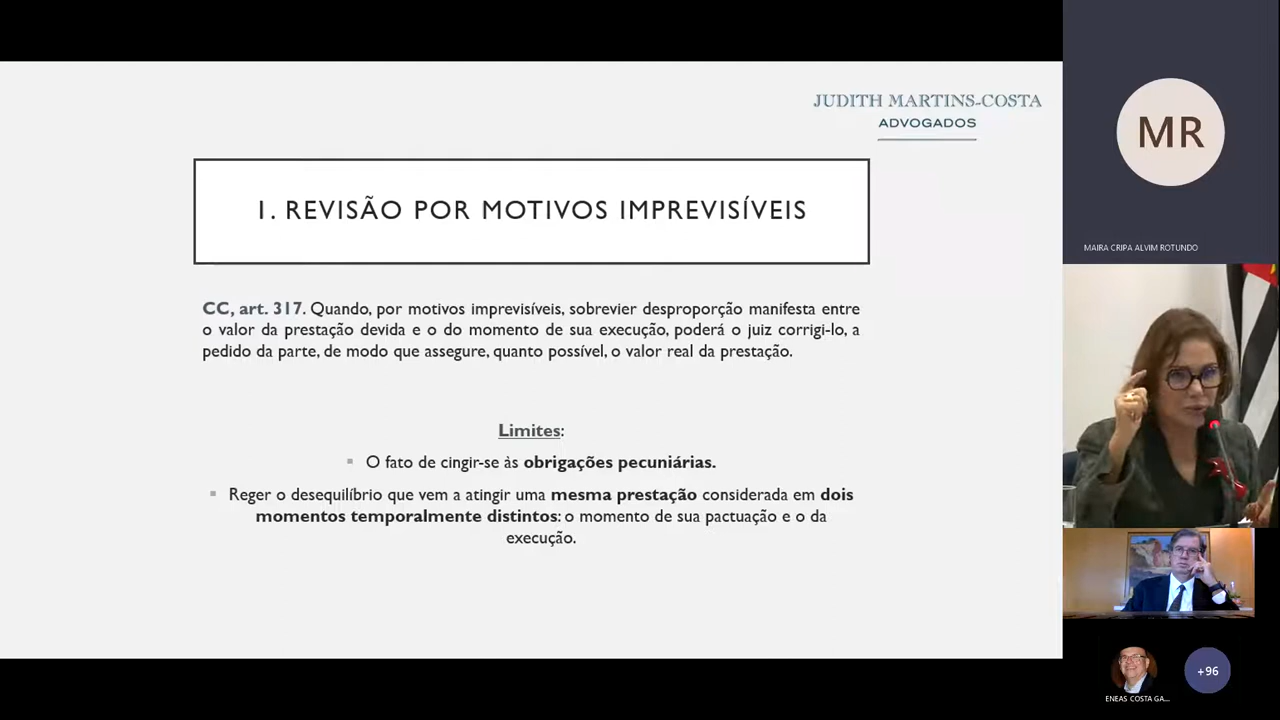 JUDITH MARTINS-COSTA
ADVOGADOS
1. REVISÃO POR MOTIVOS IMPREVISÍVEIS
CC, art. 317. Quando, por motivos imprevisíveis, sobrevier desproporção manifesta entre
o valor da prestação devida e o do momento de sua execução, poderá o juiz corrigi-lo, a
pedido da parte, de modo que assegure, quanto possível, o valor real da prestação.
Limites:
▪ O fato de cingir-se às obrigações pecuniárias.
▪ Reger o desequilíbrio que vem a atingir uma mesma prestação considerada em dois
momentos temporalmente distintos: o momento de sua pactuação e o da
execução.
MR
MAIRA CRIPA ALVIM ROTUNDO
ENEAS COSTA GA...
+96